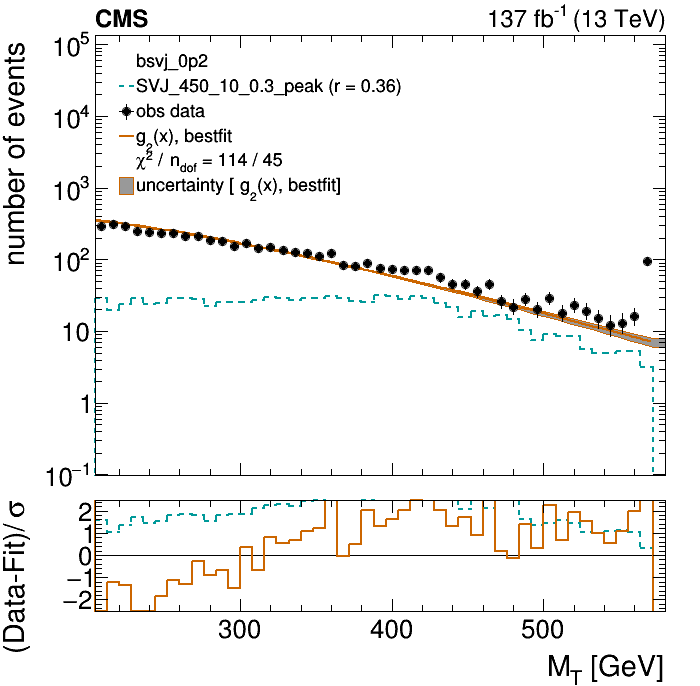 CMS 137 fb⁻¹ (13 TeV)
number of events
10⁵
10⁴
10³
10²
10
1
10⁻¹
bsvj_0p2
SVJ_450_10_0.3_peak (r = 0.36)
obs data
g₂(x), bestfit
χ² / n_dof = 114 / 45
uncertainty [ g₂(x), bestfit]
(Data-Fit)/ σ
2
1
0
−1
−2
300 400 500
M_T [GeV]